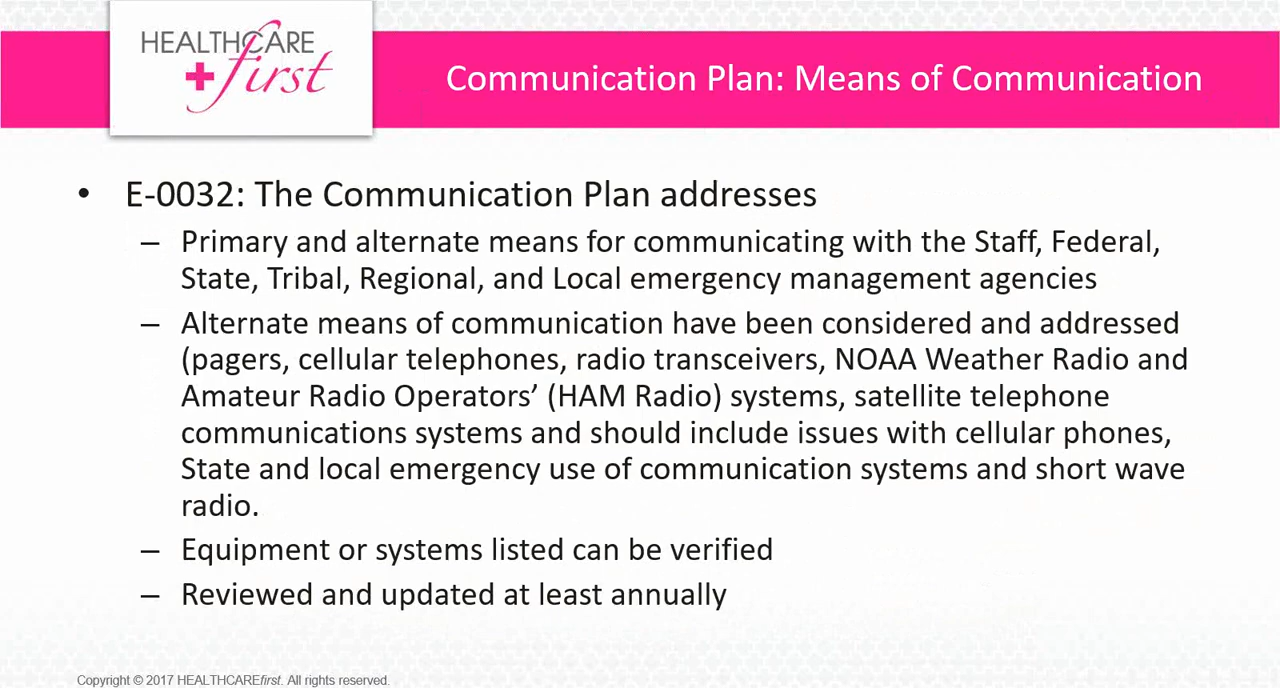 HEALTHCARE
first
Communication Plan: Means of Communication
• E-0032: The Communication Plan addresses
– Primary and alternate means for communicating with the Staff, Federal,
State, Tribal, Regional, and Local emergency management agencies
– Alternate means of communication have been considered and addressed
(pagers, cellular telephones, radio transceivers, NOAA Weather Radio and
Amateur Radio Operators’ (HAM Radio) systems, satellite telephone
communications systems and should include issues with cellular phones,
State and local emergency use of communication systems and short wave
radio.
– Equipment or systems listed can be verified
– Reviewed and updated at least annually
Copyright © 2017 HEALTHCAREfirst. All rights reserved.